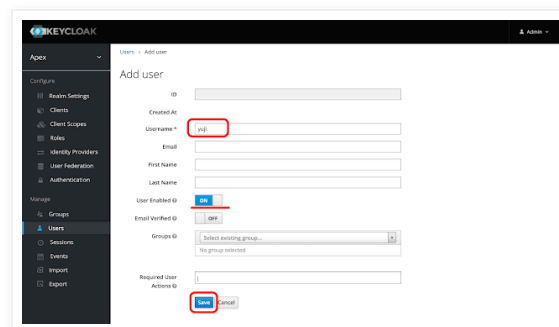 KEYCLOAK
Admin
Apex
Users > Add user
Add user
Configure
Realm Settings
Clients
Client Scopes
Roles
Identity Providers
User Federation
Authentication
Manage
Groups
Users
Sessions
Events
Import
Export
ID
Created At
Username *
yuji
Email
First Name
Last Name
User Enabled
ON
Email Verified
OFF
Groups
Select existing group...
No group selected
Required User
Actions
Save
Cancel